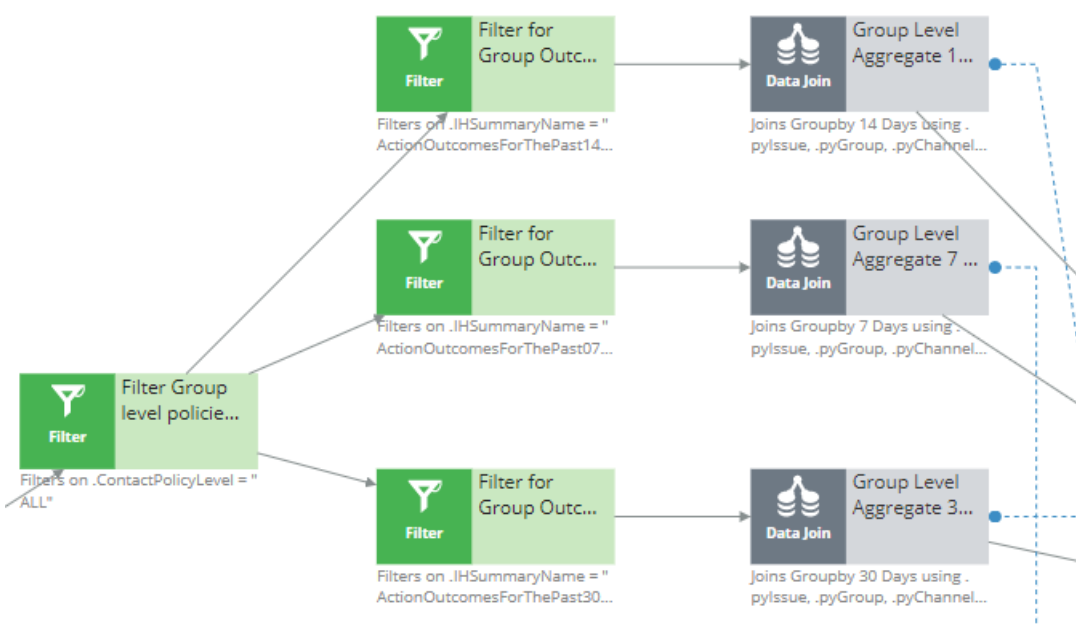 Filter for
Group Outc...
Filter
Filters on .IHSummaryName = "
ActionOutcomesForThePast14...
Group Level
Aggregate 1...
Data Join
Joins Groupby 14 Days using .
pyIssue, .pyGroup, .pyChannel...
Filter for
Group Outc...
Filter
Filters on .IHSummaryName = "
ActionOutcomesForThePast07...
Group Level
Aggregate 7 ...
Data Join
Joins Groupby 7 Days using .
pyIssue, .pyGroup, .pyChannel...
Filter Group
level policie...
Filter
Filters on .ContactPolicyLevel = "
ALL"
Filter for
Group Outc...
Filter
Filters on .IHSummaryName = "
ActionOutcomesForThePast30...
Group Level
Aggregate 3...
Data Join
Joins Groupby 30 Days using .
pyIssue, .pyGroup, .pyChannel...